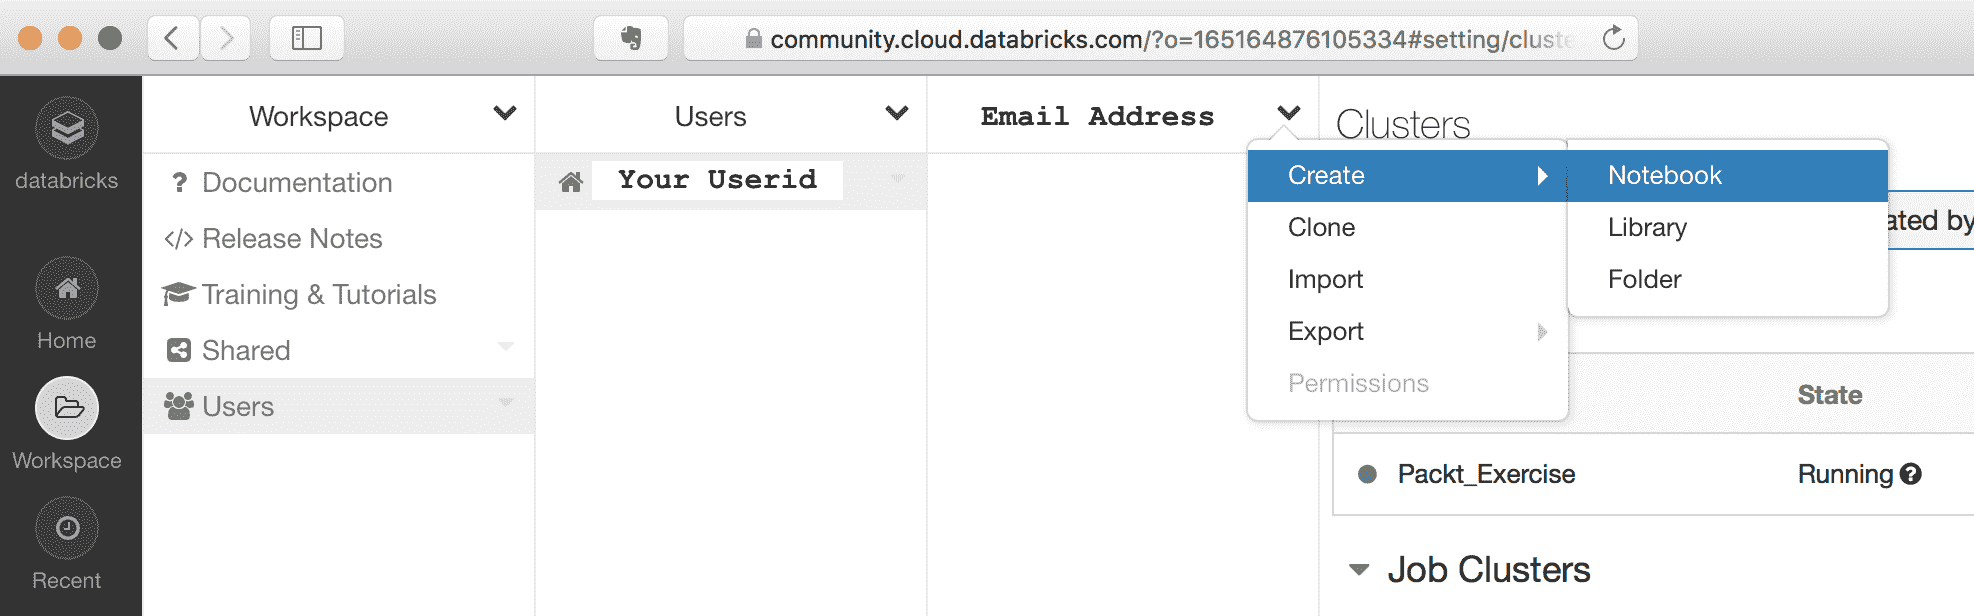 community.cloud.databricks.com/?o=165164876105334#setting/cluste
databricks
Home
Workspace
Recent
Workspace
? Documentation
</> Release Notes
Training & Tutorials
Shared
Users
Users
Your Userid
Email Address
Create
Clone
Import
Export
Permissions
Notebook
Library
Folder
Clusters
ated by
State
Packt_Exercise
Running ?
Job Clusters